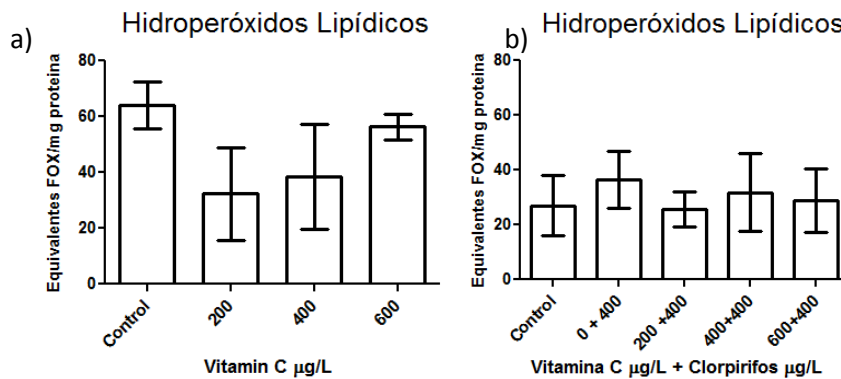 a)
Hidroperóxidos Lipídicos
Equivalentes FOX/mg proteina
80
60
40
20
0
Control
200
400
600
Vitamin C µg/L
b)
Hidroperóxidos Lipídicos
Equivalentes FOX/mg proteina
80
60
40
20
0
Control
0 + 400
200 +400
400+400
600+400
Vitamina C µg/L + Clorpirifos µg/L